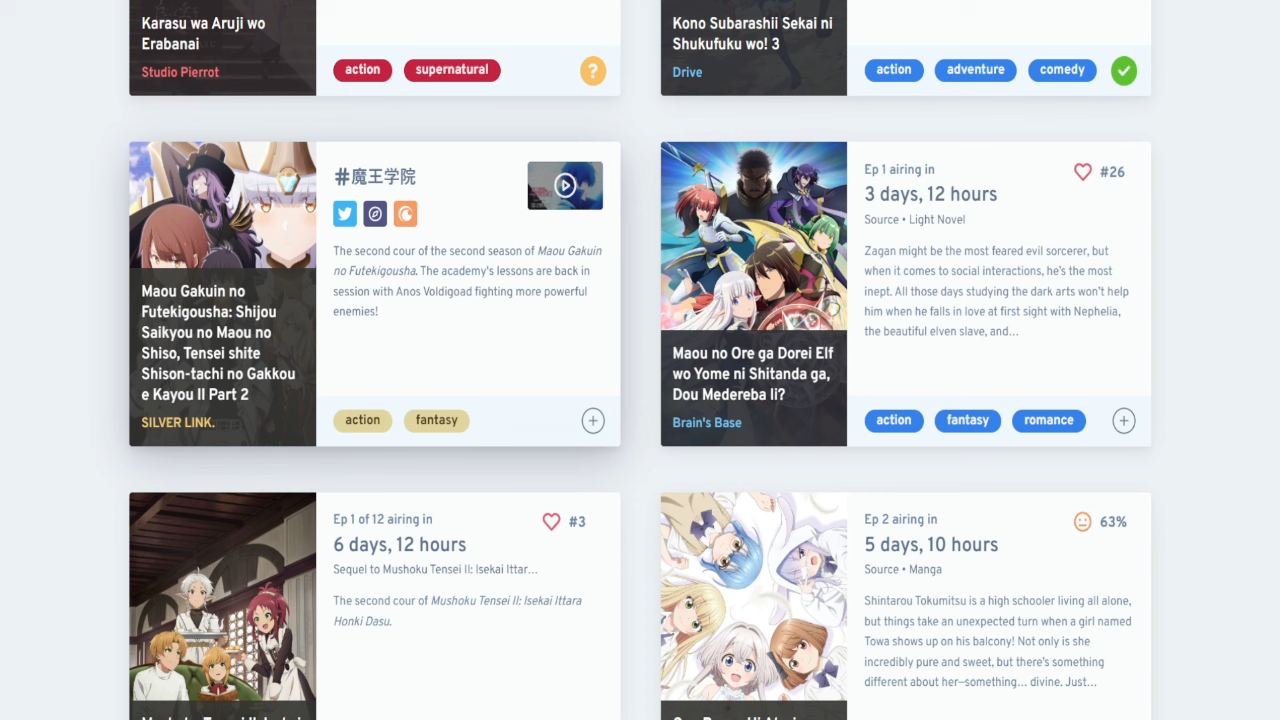 Karasu wa Aruji wo
Erabanai
Studio Pierrot
action
supernatural
?
Kono Subarashii Sekai ni
Shukufuku wo! 3
Drive
action
adventure
comedy
#魔王学院
The second cour of the second season of Maou Gakuin
no Futekigousha. The academy's lessons are back in
session with Anos Voldigoad fighting more powerful
enemies!
Maou Gakuin no
Futekigousha: Shijou
Saikyou no Maou no
Shiso, Tensei shite
Shison-tachi no Gakkou
e Kayou II Part 2
SILVER LINK.
action
fantasy
Ep 1 airing in
3 days, 12 hours
#26
Source • Light Novel
Zagan might be the most feared evil sorcerer, but
when it comes to social interactions, he's the most
inept. All those days studying the dark arts won't help
him when he falls in love at first sight with Nephelia,
the beautiful elven slave, and...
Maou no Ore ga Dorei Elf
wo Yome ni Shitanda ga,
Dou Medereba Ii?
Brain's Base
action
fantasy
romance
Ep 1 of 12 airing in
6 days, 12 hours
#3
Sequel to Mushoku Tensei II: Isekai Ittar...
The second cour of Mushoku Tensei II: Isekai Ittara
Honki Dasu.
Ep 2 airing in
5 days, 10 hours
63%
Source • Manga
Shintarou Tokumitsu is a high schooler living all alone,
but things take an unexpected turn when a girl named
Towa shows up on his balcony! Not only is she
incredibly pure and sweet, but there's something
different about her—something... divine. Just...